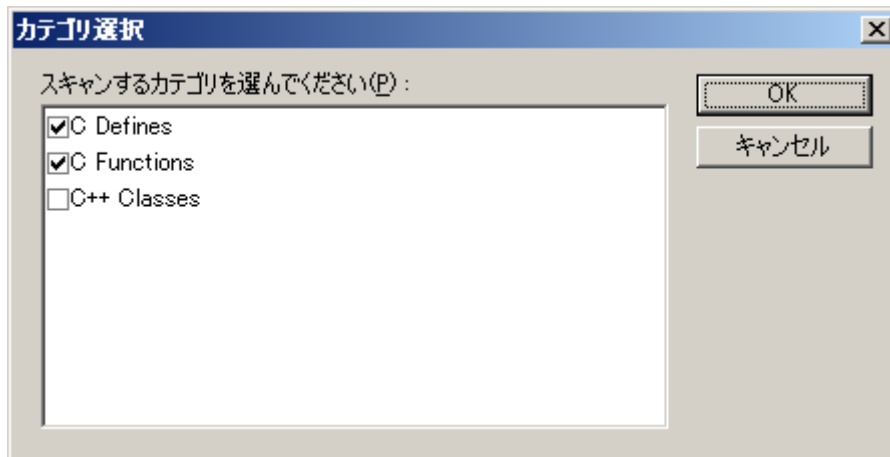 カテゴリ選択
スキャンするカテゴリを選んでください(P) :
C Defines
C Functions
C++ Classes
OK
キャンセル